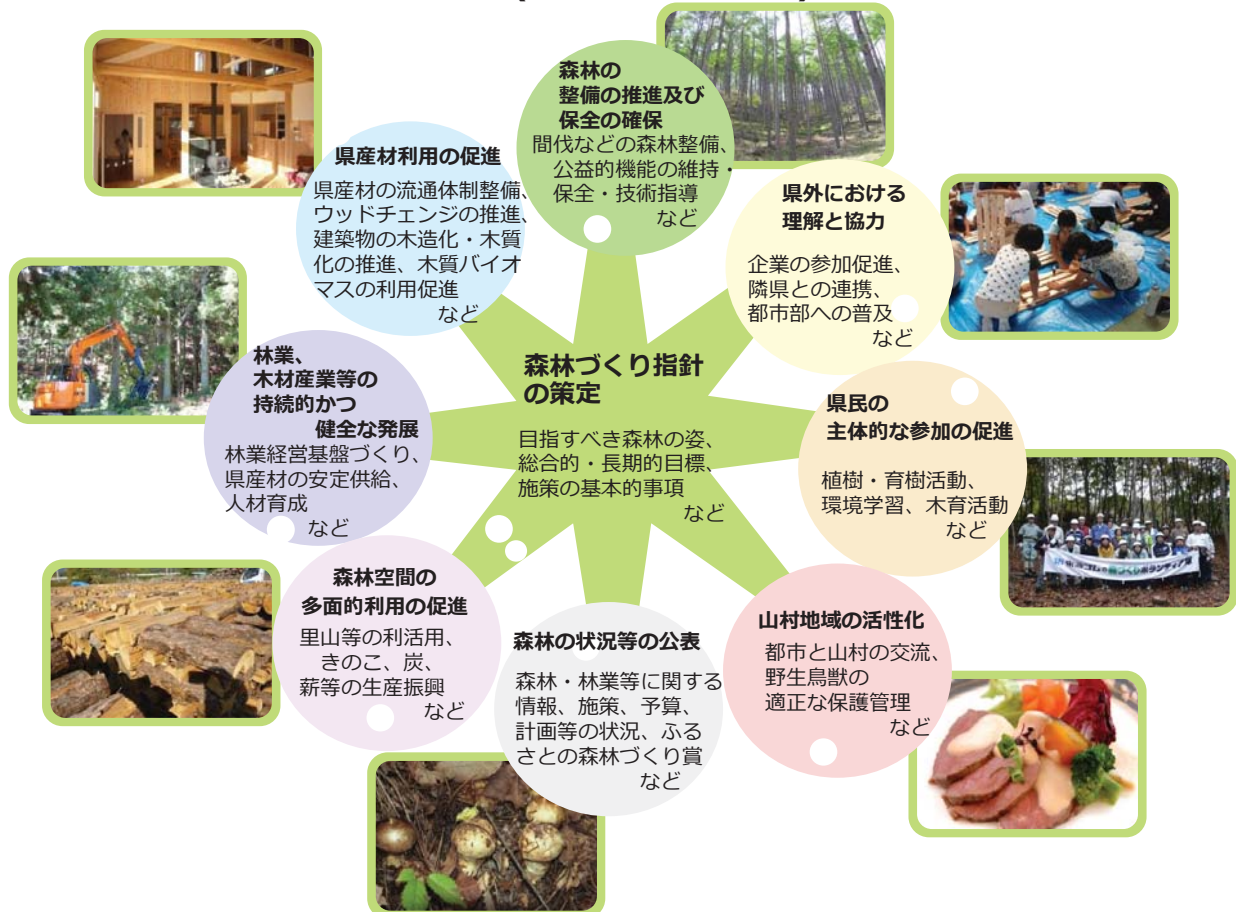 森林の
整備の推進及び
保全の確保
間伐などの森林整備、
公益的機能の維持・
保全・技術指導
など
県産材利用の促進
県産材の流通体制整備、
ウッドチェンジの推進、
建築物の木造化・木質
化の推進、木質バイオ
マスの利用促進
など
県外における
理解と協力
企業の参加促進、
隣県との連携、
都市部への普及
など
林業、
木材産業等の
持続的かつ
健全な発展
林業経営基盤づくり、
県産材の安定供給、
人材育成
など
森林づくり指針
の策定
目指すべき森林の姿、
総合的・長期的目標、
施策の基本的事項
など
県民の
主体的な参加の促進
植樹・育樹活動、
環境学習、木育活動
など
森林空間の
多面的利用の促進
里山等の利活用、
きのこ、炭、
薪等の生産振興
など
森林の状況等の公表
森林・林業等に関する
情報、施策、予算、
計画等の状況、ふる
さとの森林づくり賞
など
山村地域の活性化
都市と山村の交流、
野生鳥獣の
適正な保護管理
など